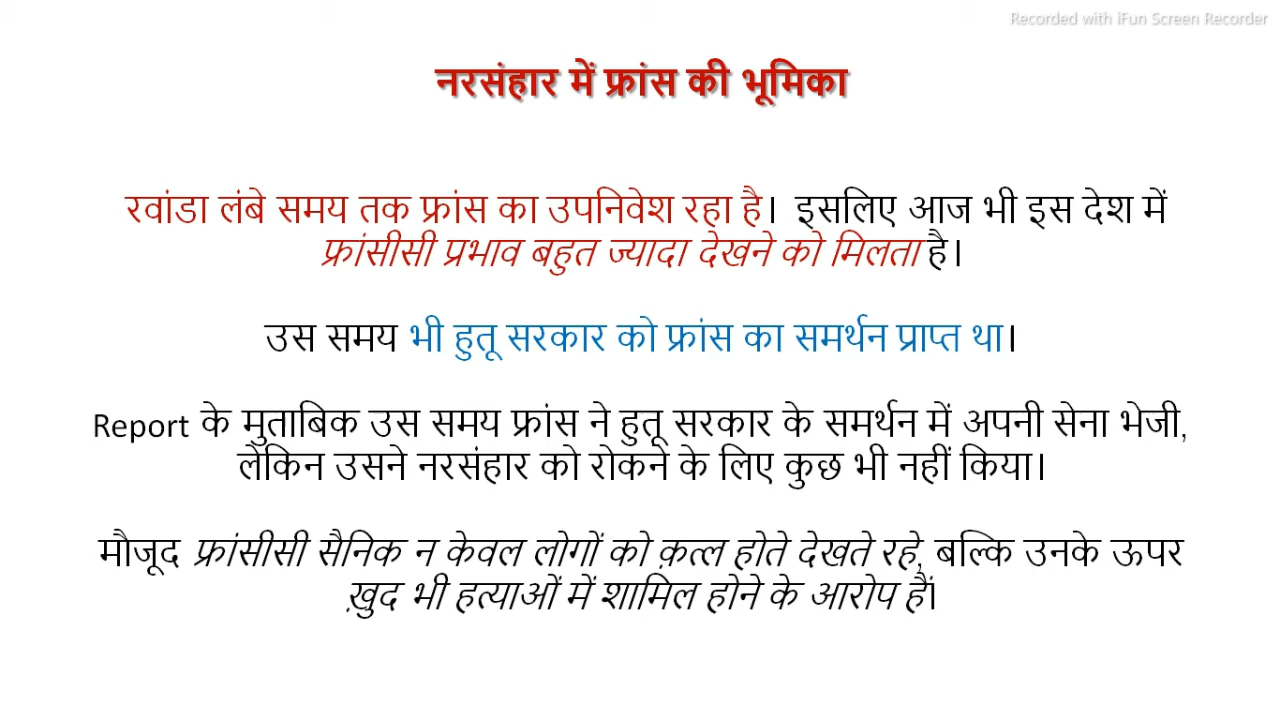 Recorded with iFun Screen Recorder
नरसंहार में फ्रांस की भूमिका
रवांडा लंबे समय तक फ्रांस का उपनिवेश रहा है। इसलिए आज भी इस देश में
फ्रांसीसी प्रभाव बहुत ज्यादा देखने को मिलता है।
उस समय भी हुतू सरकार को फ्रांस का समर्थन प्राप्त था।
Report के मुताबिक उस समय फ्रांस ने हुतू सरकार के समर्थन में अपनी सेना भेजी,
लेकिन उसने नरसंहार को रोकने के लिए कुछ भी नहीं किया।
मौजूद फ्रांसीसी सैनिक न केवल लोगों को क़त्ल होते देखते रहे, बल्कि उनके ऊपर
ख़ुद भी हत्याओं में शामिल होने के आरोप हैं।